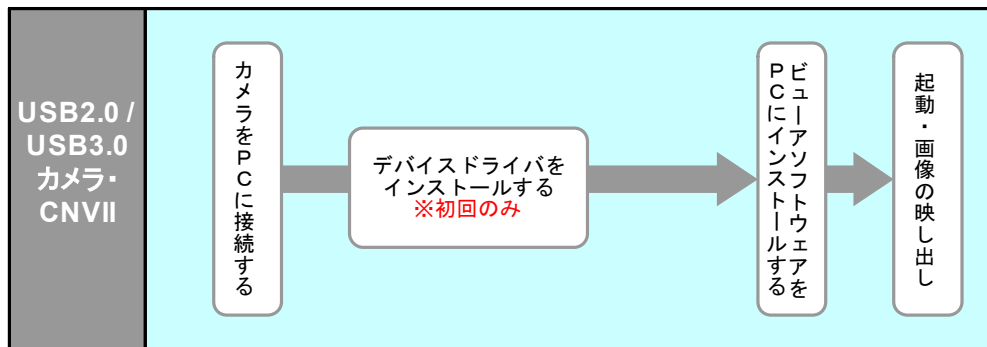 USB2.0 /
USB3.0
カメラ・
CNVII
カメラをPCに接続する
デバイスドライバを
インストールする
※初回のみ
ビューアソフトウェアを
PCにインストールする
起動・画像の映し出し